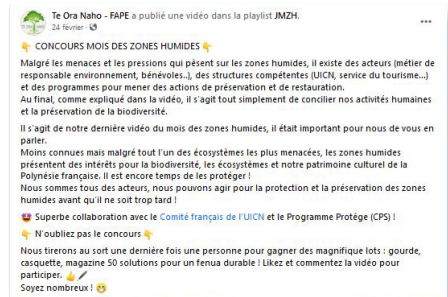 Te Ora Naho - FAPE a publié une vidéo dans la playlist JMZH.
24 février
👇 CONCOURS MOIS DES ZONES HUMIDES 👇
Malgré les menaces et les pressions qui pèsent sur les zones humides, il existe des acteurs (métier de
responsable environnement, bénévoles..), des structures compétentes (UICN, service du tourisme...)
et des programmes pour mener des actions de préservation et de restauration.
Au final, comme expliqué dans la vidéo, il s'agit tout simplement de concilier nos activités humaines
et la préservation de la biodiversité.
Il s'agit de notre dernière vidéo du mois des zones humides, il était important pour nous de vous en
parler.
Moins connues mais malgré tout l'un des écosystèmes les plus menacées, les zones humides
présentent des intérêts pour la biodiversité, les écosystèmes et notre patrimoine culturel de la
Polynésie française. Il est encore temps de les protéger !
Nous sommes tous des acteurs, nous pouvons agir pour la protection et la préservation des zones
humides avant qu'il ne soit trop tard !
🤩 Superbe collaboration avec le Comité français de l'UICN et le Programme Protège (CPS) !
👇 N'oubliez pas le concours 👇
Nous tirerons au sort une dernière fois une personne pour gagner des magnifique lots : gourde,
casquette, magazine 50 solutions pour un fenua durable ! Likez et commentez la vidéo pour
participer. 👍🖊
Soyez nombreux ! 😁